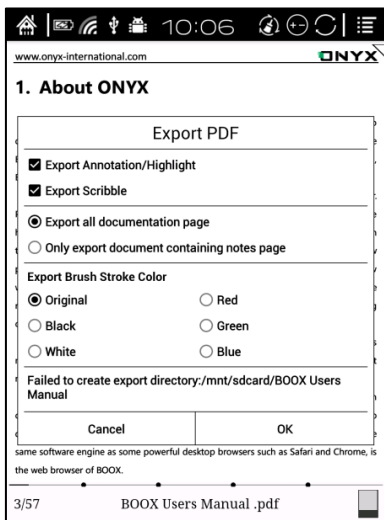 10:06
www.onyx-international.com
ONYX
1. About ONYX
Export PDF
Export Annotation/Highlight
Export Scribble
Export all documentation page
Only export document containing notes page
Export Brush Stroke Color
Original
Red
Black
Green
White
Blue
Failed to create export directory:/mnt/sdcard/BOOX Users
Manual
Cancel
OK
same software engine as some powerful desktop browsers such as Safari and Chrome, is
the web browser of BOOX.
3/57
BOOX Users Manual .pdf